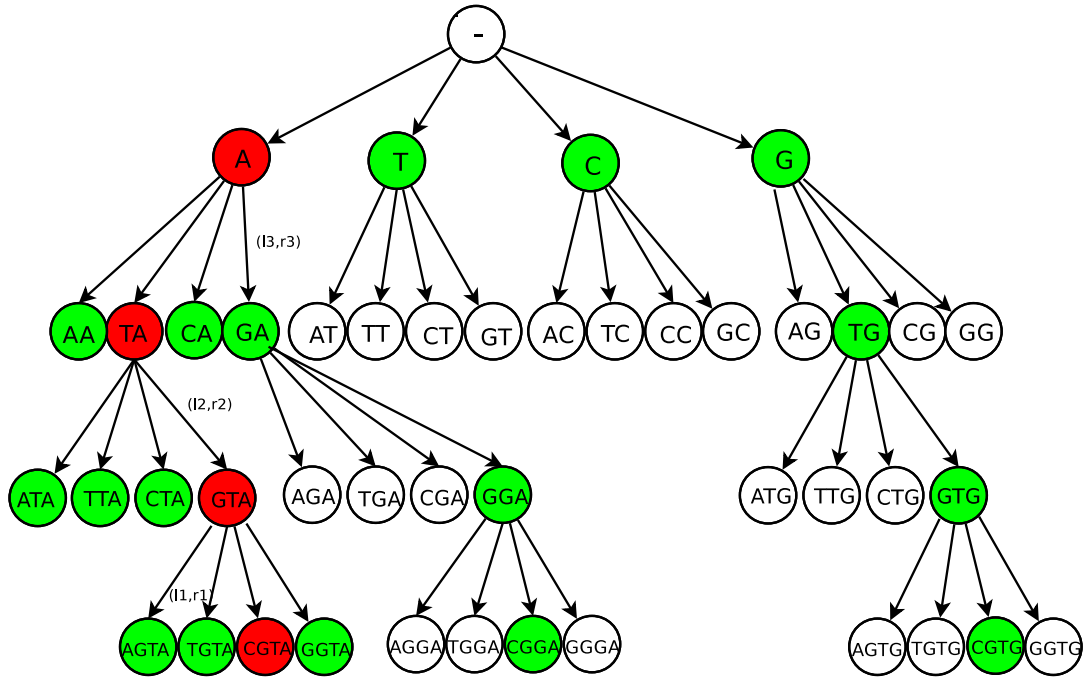 -
A T C G
(l3,r3)
AA TA CA GA AT TT CT GT AC TC CC GC AG TG CG GG
(l2,r2)
ATA TTA CTA GTA AGA TGA CGA GGA ATG TTG CTG GTG
(l1,r1)
AGTA TGTA CGTA GGTA AGGA TGGA CGGA GGGA AGTG TGTG CGTG GGTG